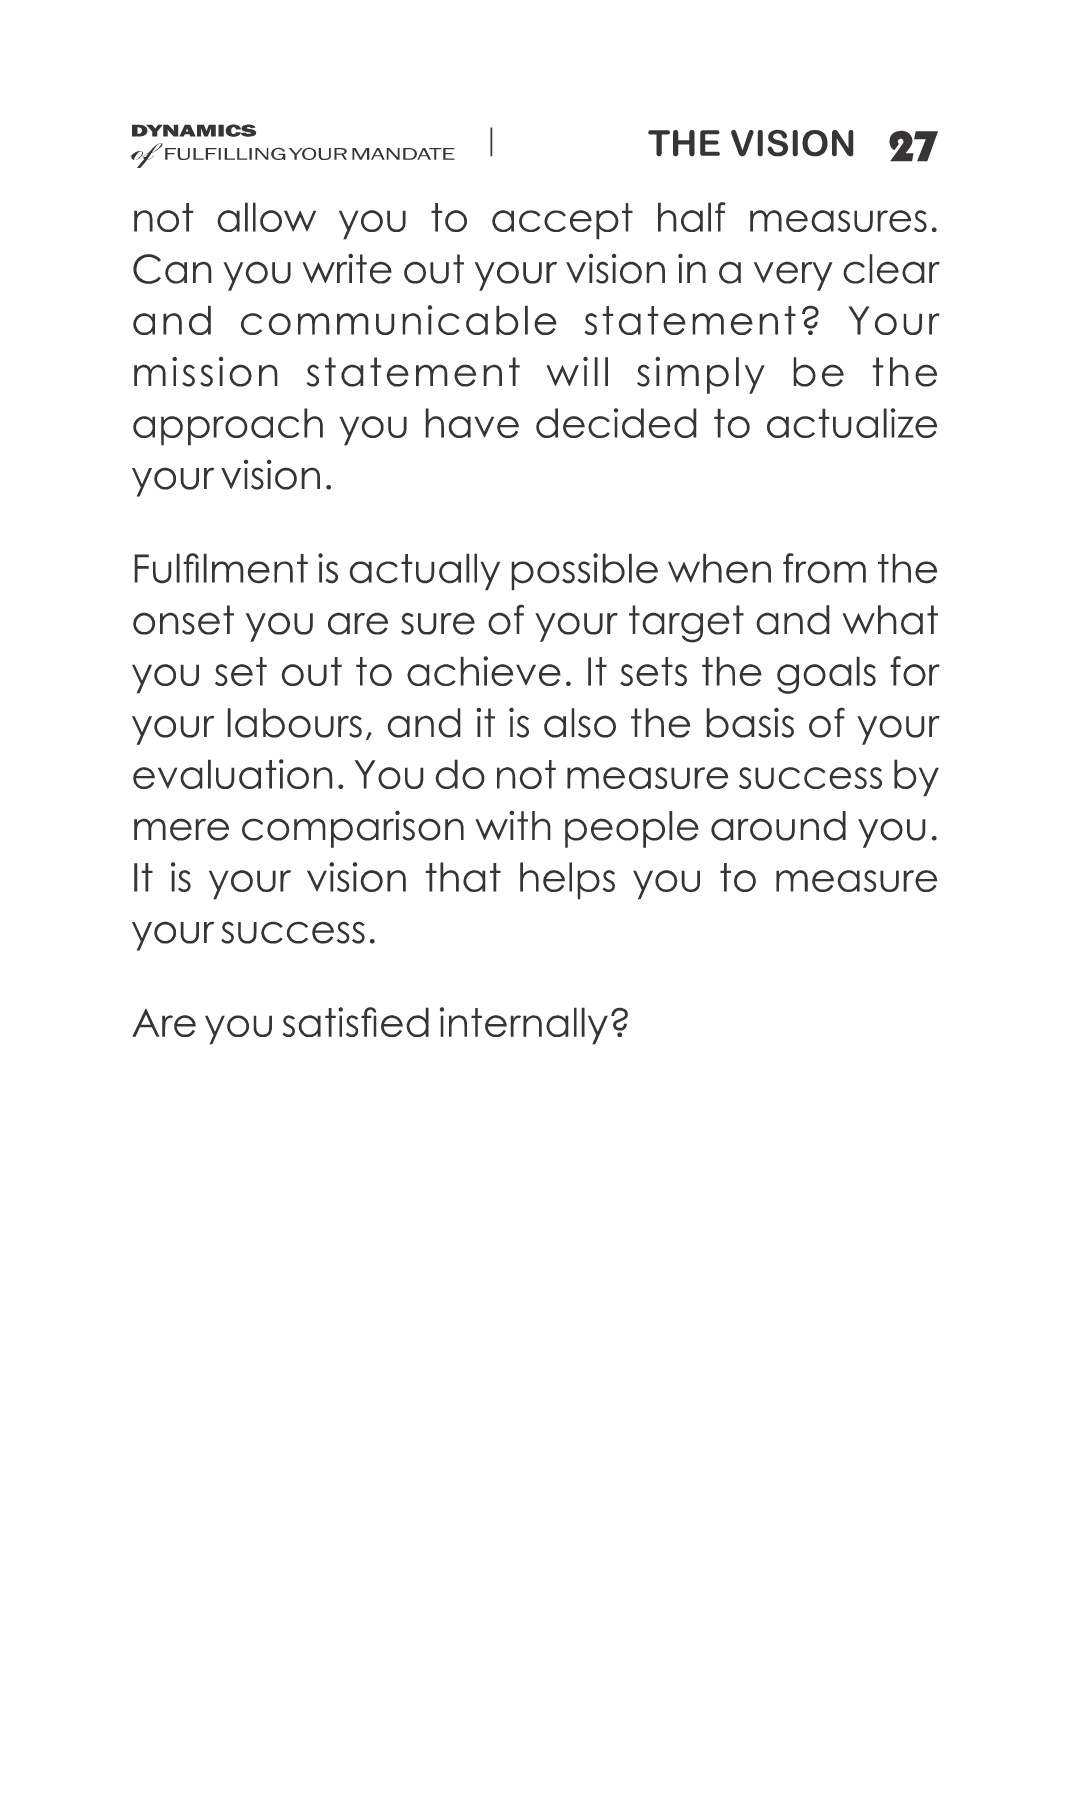 DYNAMICS
of FULFILLING YOUR MANDATE
THE VISION 27
not allow you to accept half measures.
Can you write out your vision in a very clear
and communicable statement? Your
mission statement will simply be the
approach you have decided to actualize
your vision.
Fulfilment is actually possible when from the
onset you are sure of your target and what
you set out to achieve. It sets the goals for
your labours, and it is also the basis of your
evaluation. You do not measure success by
mere comparison with people around you.
It is your vision that helps you to measure
your success.
Are you satisfied internally?